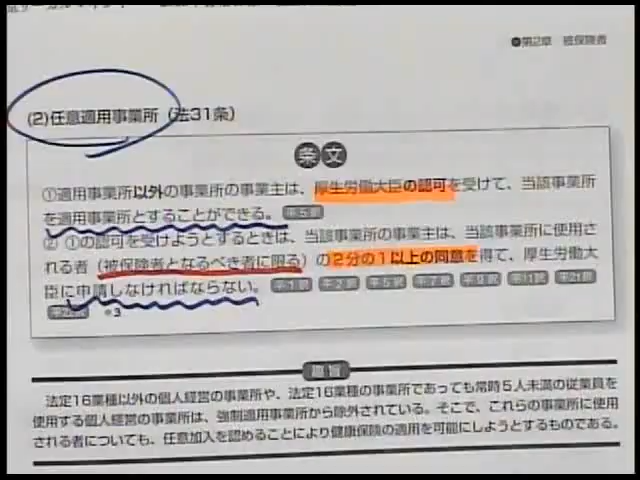 第2章 被保険者
(2)任意適用事業所（法31条）
条文
①適用事業所以外の事業所の事業主は、厚生労働大臣の認可を受けて、当該事業所
を適用事業所とすることができる。
② ①の認可を受けようとするときは、当該事業所の事業主は、当該事業所に使用さ
れる者（被保険者となるべき者に限る）の２分の１以上の同意を得て、厚生労働大
臣に申請しなければならない。
*3
趣旨
法定16業種以外の個人経営の事業所や、法定16業種の事業所であっても常時５人未満の従業員を
使用する個人経営の事業所は、強制適用事業所から除外されている。そこで、これらの事業所に使用
される者についても、任意加入を認めることにより健康保険の適用を可能にしようとするものである。